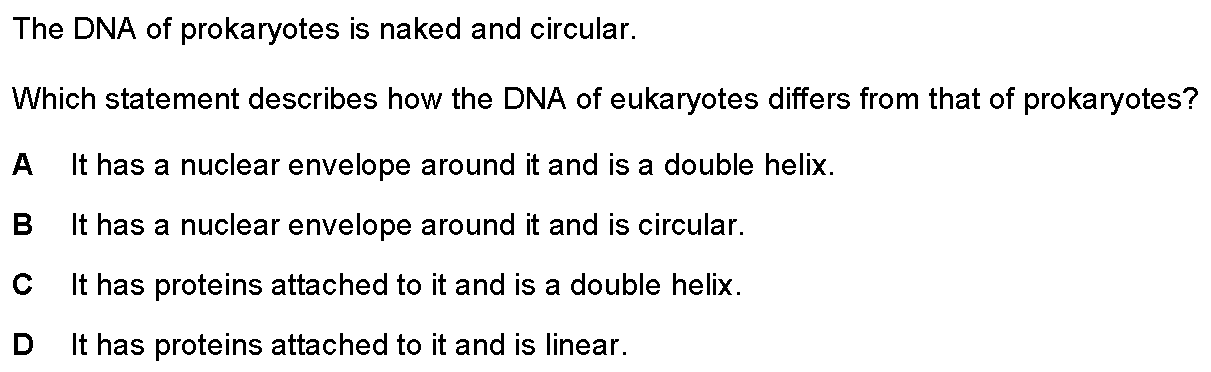 The DNA of prokaryotes is naked and circular.
Which statement describes how the DNA of eukaryotes differs from that of prokaryotes?
A It has a nuclear envelope around it and is a double helix.
B It has a nuclear envelope around it and is circular.
C It has proteins attached to it and is a double helix.
D It has proteins attached to it and is linear.